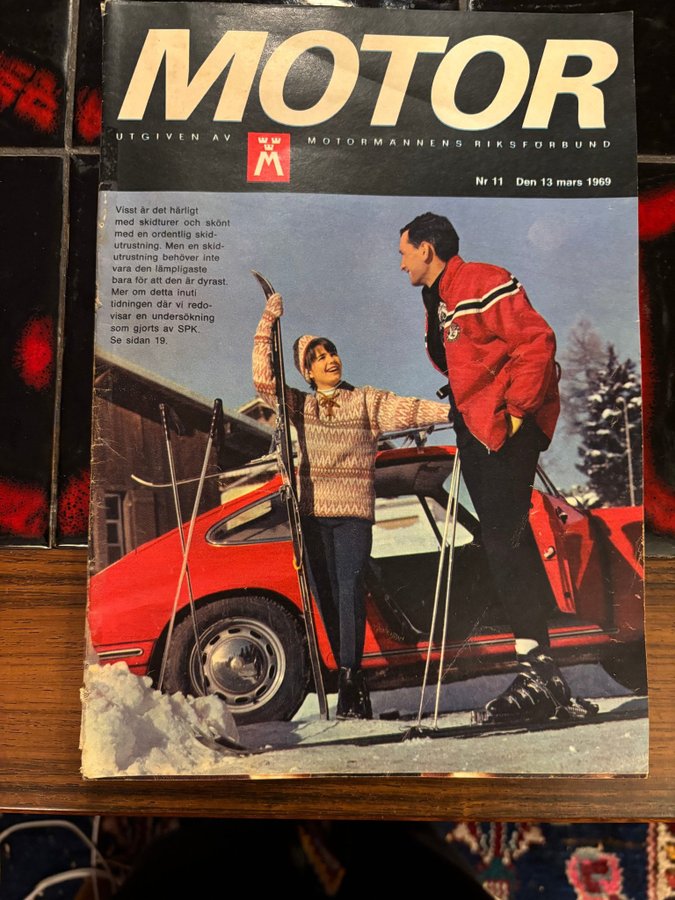 MOTOR
UTGIVEN AV M MOTORMÄNNENS RIKSFÖRBUND
Nr 11 Den 13 mars 1969
Visst är det härligt
med skidturer och skönt
med en ordentlig skid-
utrustning. Men en skid-
utrustning behöver inte
vara den lämpligaste
bara för att den är dyrast.
Mer om detta inuti
tidningen där vi redo-
visar en undersökning
som gjorts av SPK.
Se sidan 19.